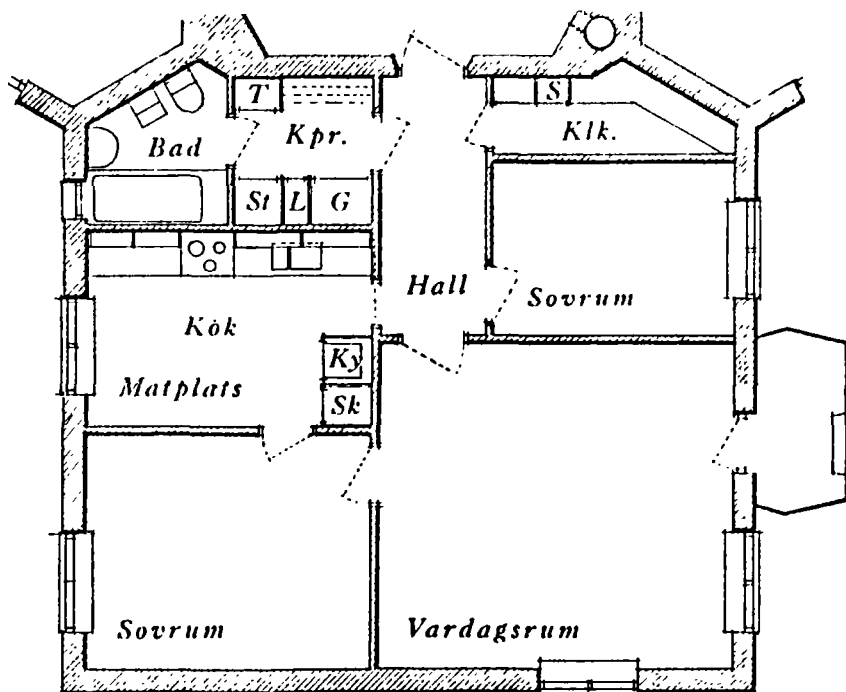 T
S
Bad
Kpr.
Klk.
St
L
G
Hall
Sovrum
Kök
Ky
Matplats
Sk
Sovrum
Vardagsrum